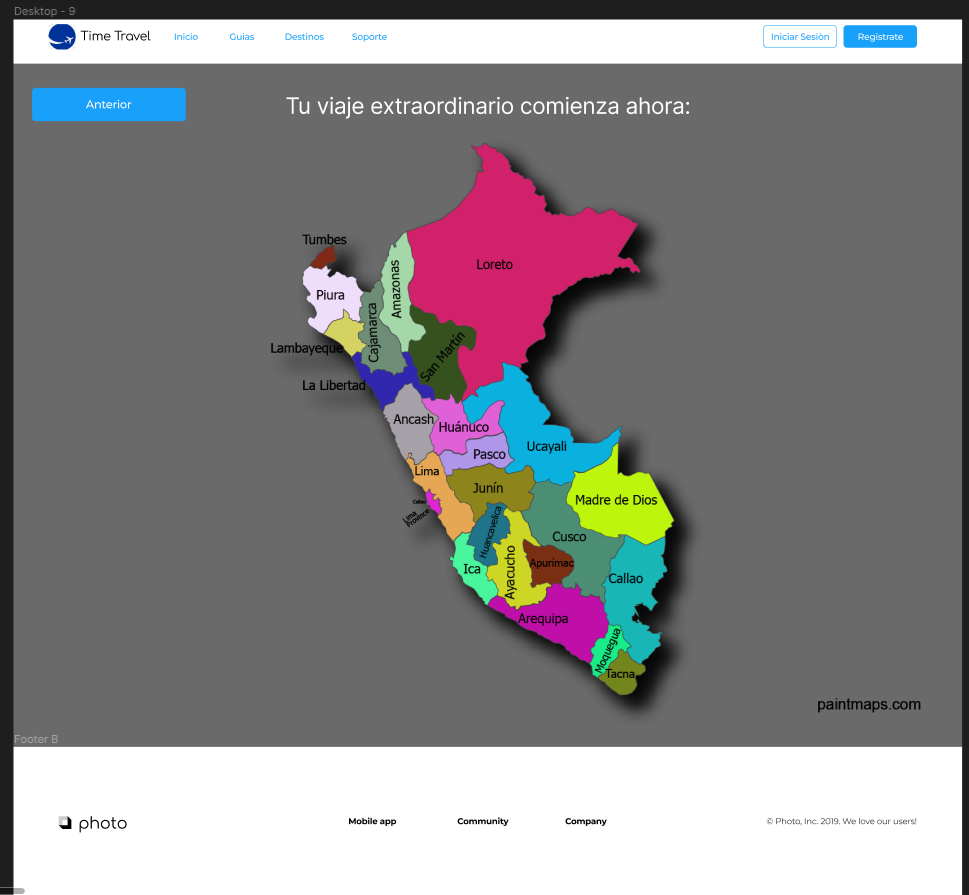 Desktop - 9
Time Travel
Inicio
Guias
Destinos
Soporte
Iniciar Sesiòn
Registrate
Anterior
Tu viaje extraordinario comienza ahora:
Tumbes
Loreto
Piura
Amazonas
Cajamarca
Lambayeque
San Martín
La Libertad
Ancash
Huánuco
Ucayali
Pasco
Lima
Junín
Madre de Dios
Callao
Lima
Province
Huancavelica
Cusco
Ica
Ayacucho
Apurímac
Callao
Arequipa
Moquegua
Tacna
paintmaps.com
Footer B
photo
Mobile app
Community
Company
© Photo, Inc. 2019. We love our users!